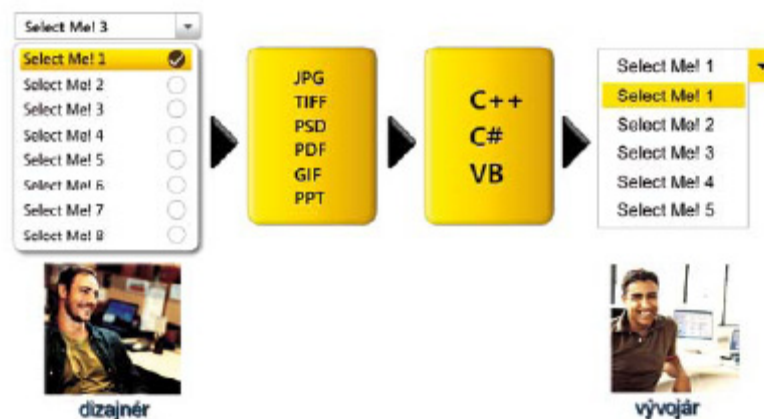 Select Me! 3
Select Me! 1
Select Me! 2
Select Me! 3
Select Me! 4
Select Me! 5
Select Me! 6
Select Me! 7
Select Me! 8
JPG
TIFF
PSD
PDF
GIF
PPT
C++
C#
VB
Select Me! 1
Select Me! 1
Select Me! 2
Select Me! 3
Select Me! 4
Select Me! 5
dizajnér
vývojár